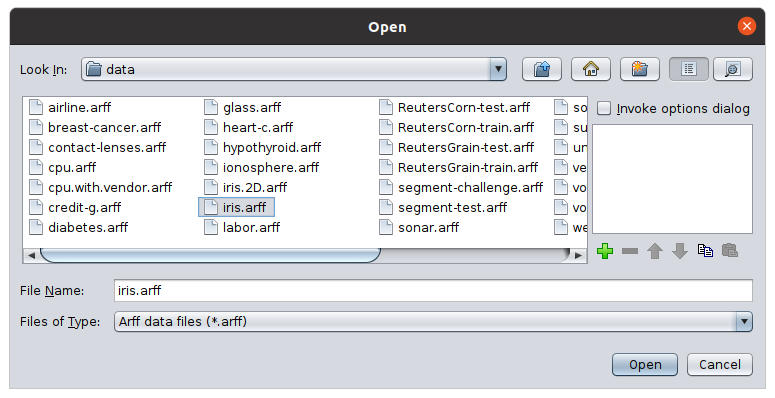 Open
Look In: data
airline.arff glass.arff ReutersCorn-test.arff so
breast-cancer.arff heart-c.arff ReutersCorn-train.arff su
contact-lenses.arff hypothyroid.arff ReutersGrain-test.arff un
cpu.arff ionosphere.arff ReutersGrain-train.arff ve
cpu.with.vendor.arff iris.2D.arff segment-challenge.arff vo
credit-g.arff iris.arff segment-test.arff vo
diabetes.arff labor.arff sonar.arff we
Invoke options dialog
File Name: iris.arff
Files of Type: Arff data files (*.arff)
Open Cancel